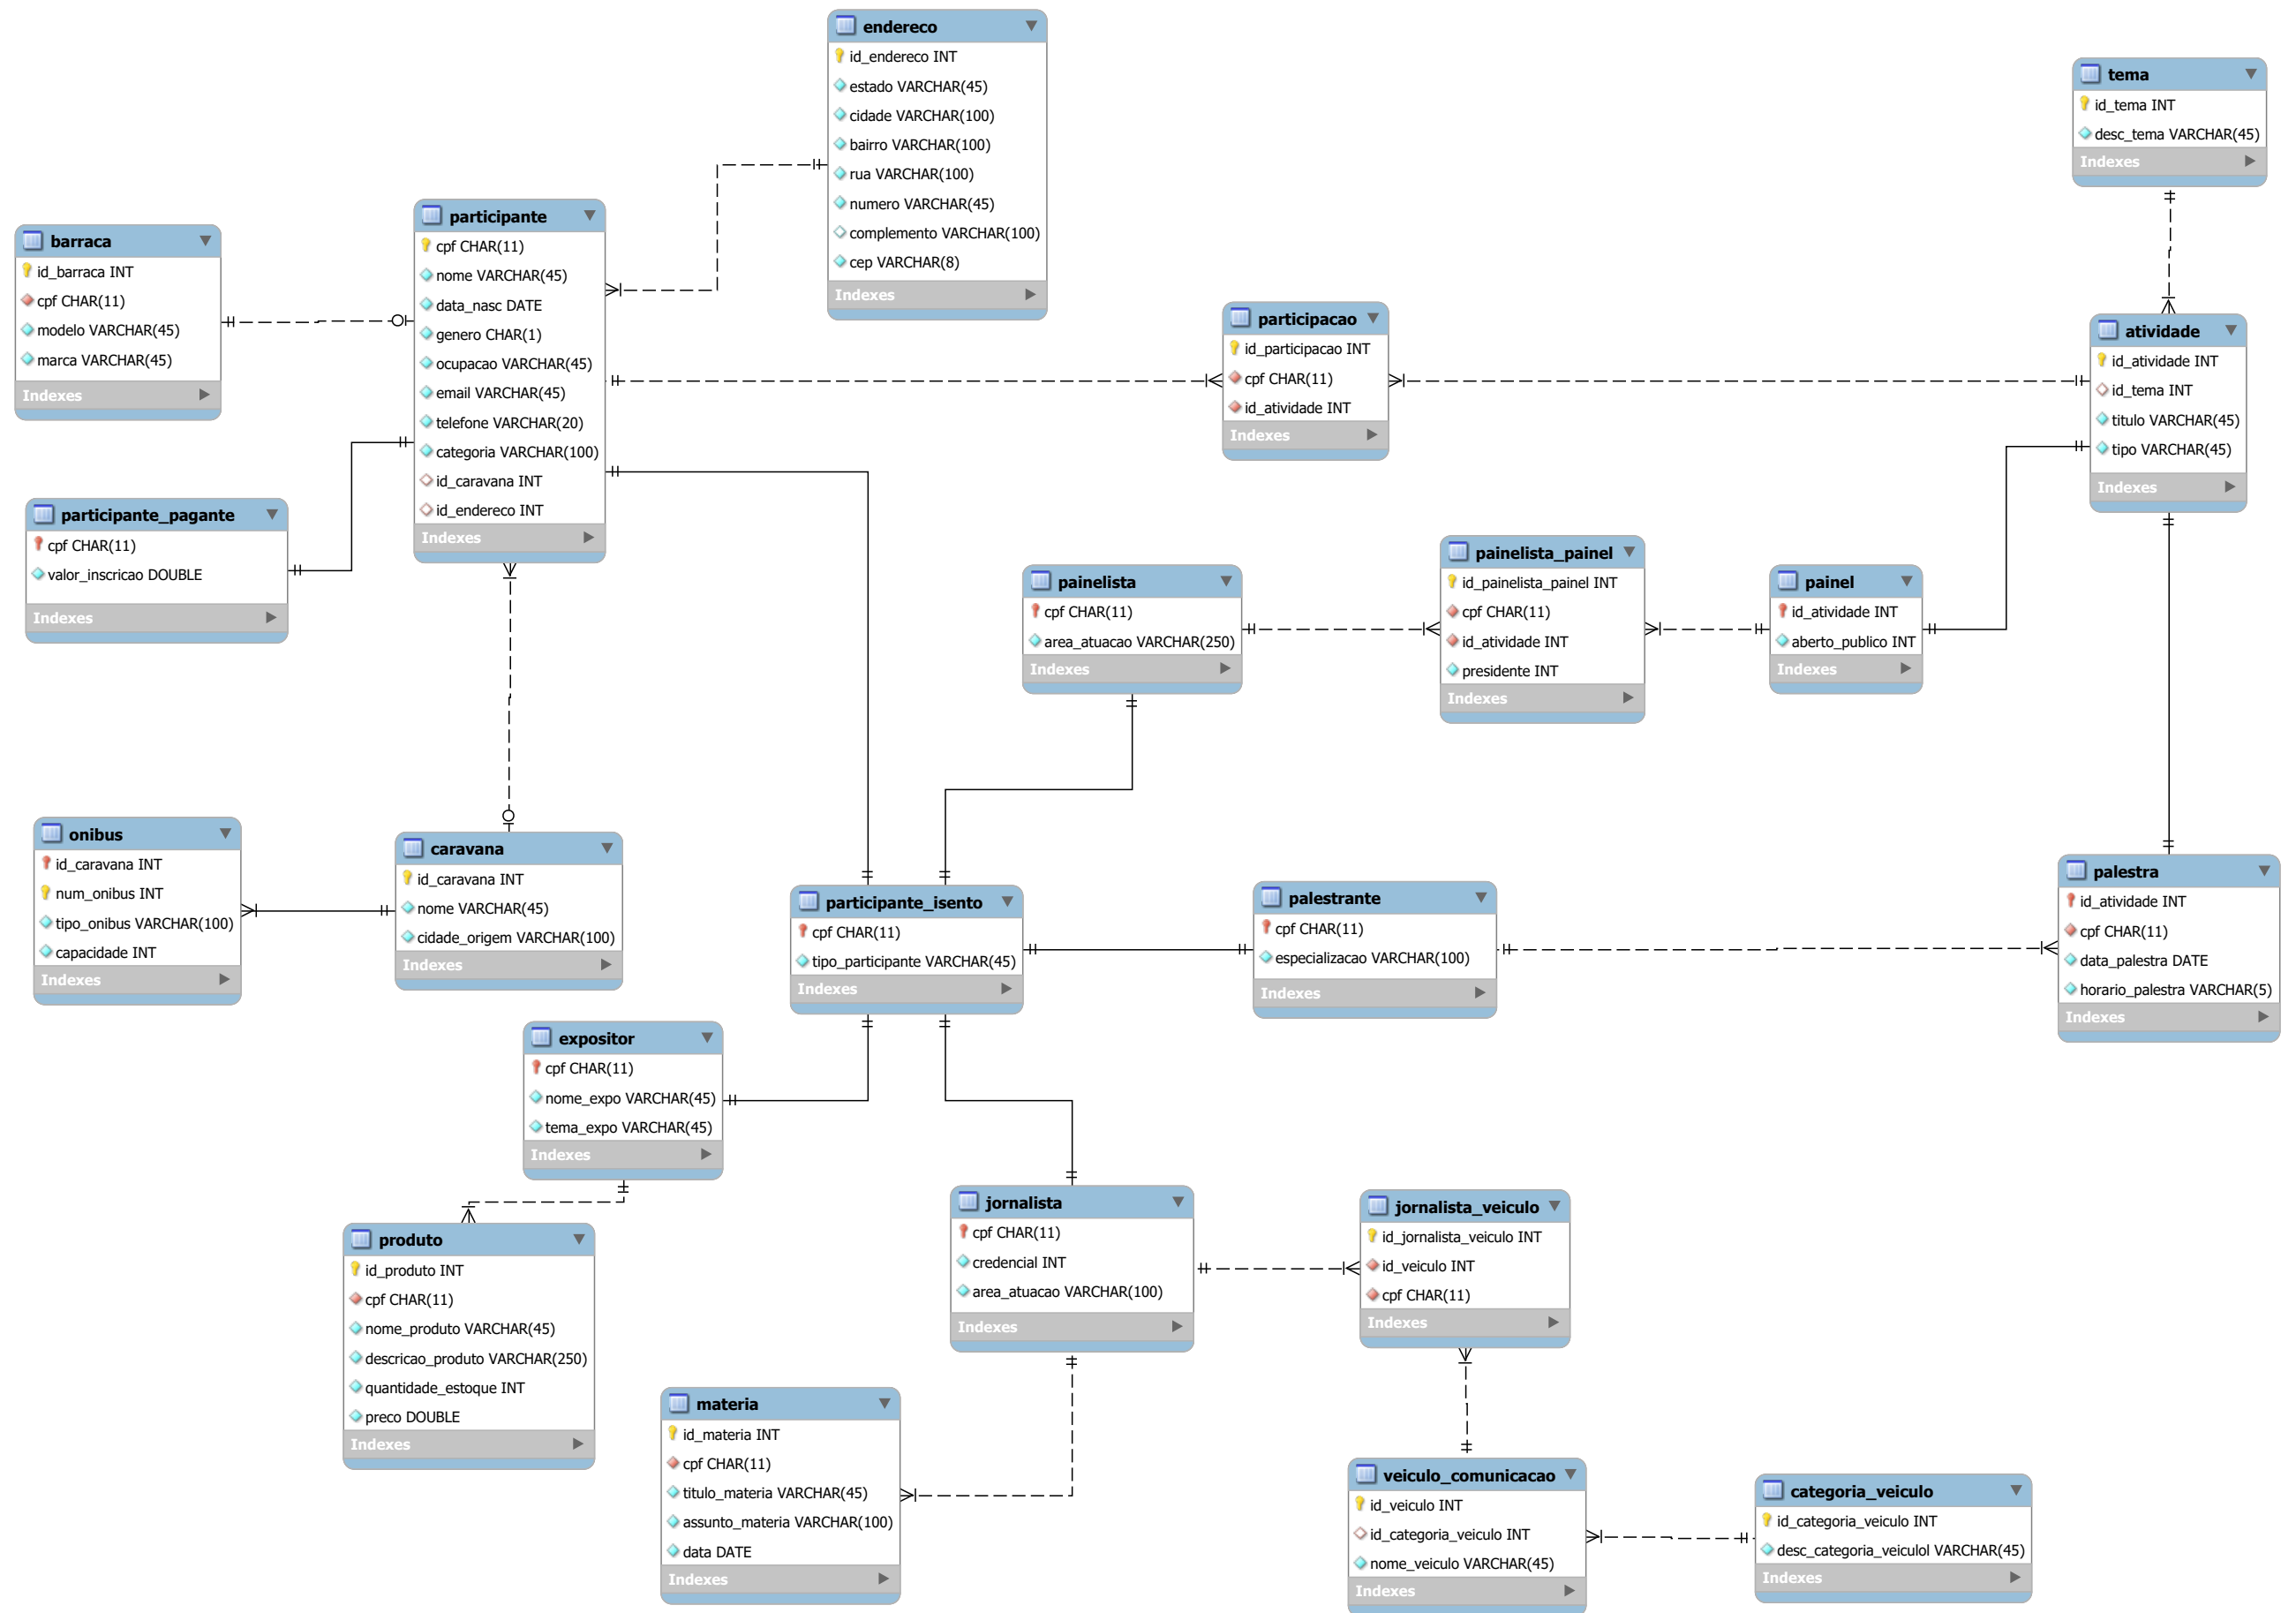 endereco
id_endereco INT
estado VARCHAR(45)
cidade VARCHAR(100)
bairro VARCHAR(100)
rua VARCHAR(100)
numero VARCHAR(45)
complemento VARCHAR(100)
cep VARCHAR(8)
Indexes
tema
id_tema INT
desc_tema VARCHAR(45)
Indexes
participante
cpf CHAR(11)
nome VARCHAR(45)
data_nasc DATE
genero CHAR(1)
ocupacao VARCHAR(45)
email VARCHAR(45)
telefone VARCHAR(20)
categoria VARCHAR(100)
id_caravana INT
id_endereco INT
Indexes
barraca
id_barraca INT
cpf CHAR(11)
modelo VARCHAR(45)
marca VARCHAR(45)
Indexes
participacao
id_participacao INT
cpf CHAR(11)
id_atividade INT
Indexes
atividade
id_atividade INT
id_tema INT
titulo VARCHAR(45)
tipo VARCHAR(45)
Indexes
participante_pagante
cpf CHAR(11)
valor_inscricao DOUBLE
Indexes
painelista
cpf CHAR(11)
area_atuacao VARCHAR(250)
Indexes
painelista_painel
id_painelista_painel INT
cpf CHAR(11)
id_atividade INT
presidente INT
Indexes
painel
id_atividade INT
aberto_publico INT
Indexes
onibus
id_caravana INT
num_onibus INT
tipo_onibus VARCHAR(100)
capacidade INT
Indexes
caravana
id_caravana INT
nome VARCHAR(45)
cidade_origem VARCHAR(100)
Indexes
participante_isento
cpf CHAR(11)
tipo_participante VARCHAR(45)
Indexes
palestrante
cpf CHAR(11)
especializacao VARCHAR(100)
Indexes
palestra
id_atividade INT
cpf CHAR(11)
data_palestra DATE
horario_palestra VARCHAR(5)
Indexes
expositor
cpf CHAR(11)
nome_expo VARCHAR(45)
tema_expo VARCHAR(45)
Indexes
produto
id_produto INT
cpf CHAR(11)
nome_produto VARCHAR(45)
descricao_produto VARCHAR(250)
quantidade_estoque INT
preco DOUBLE
Indexes
jornalista
cpf CHAR(11)
credencial INT
area_atuacao VARCHAR(100)
Indexes
jornalista_veiculo
id_jornalista_veiculo INT
id_veiculo INT
cpf CHAR(11)
Indexes
materia
id_materia INT
cpf CHAR(11)
titulo_materia VARCHAR(45)
assunto_materia VARCHAR(100)
data DATE
Indexes
veiculo_comunicacao
id_veiculo INT
id_categoria_veiculo INT
nome_veiculo VARCHAR(45)
Indexes
categoria_veiculo
id_categoria_veiculo INT
desc_categoria_veiculol VARCHAR(45)
Indexes